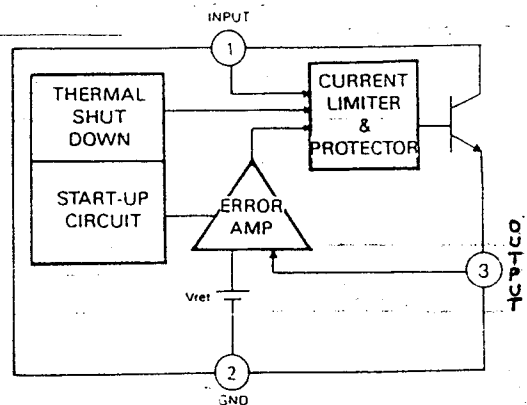 INPUT
1
THERMAL
SHUT
DOWN
CURRENT
LIMITER
&
PROTECTOR
START-UP
CIRCUIT
ERROR
AMP
3
OUTPUT
Vref
2
GND